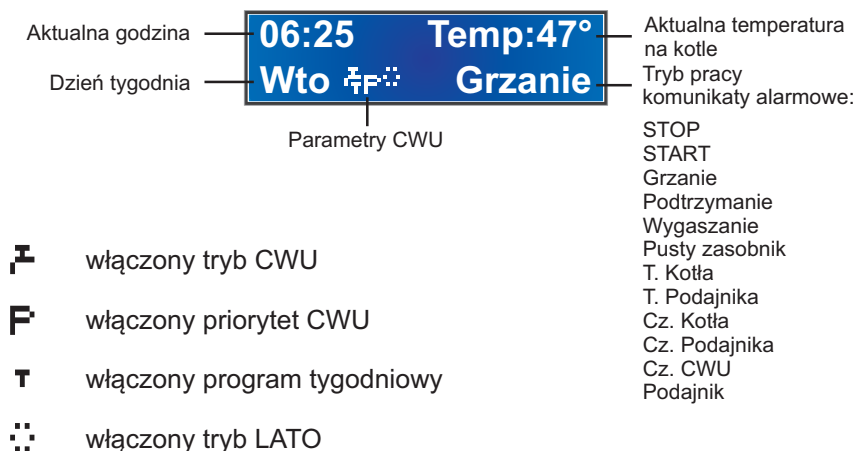 Aktualna godzina
06:25 Temp:47°
Aktualna temperatura
na kotle
Dzień tygodnia
Wto P Grzanie
Tryb pracy
komunikaty alarmowe:
Parametry CWU
STOP
START
Grzanie
Podtrzymanie
Wygaszanie
Pusty zasobnik
T. Kotła
T. Podajnika
Cz. Kotła
Cz. Podajnika
Cz. CWU
Podajnik
włączony tryb CWU
P włączony priorytet CWU
T włączony program tygodniowy
włączony tryb LATO